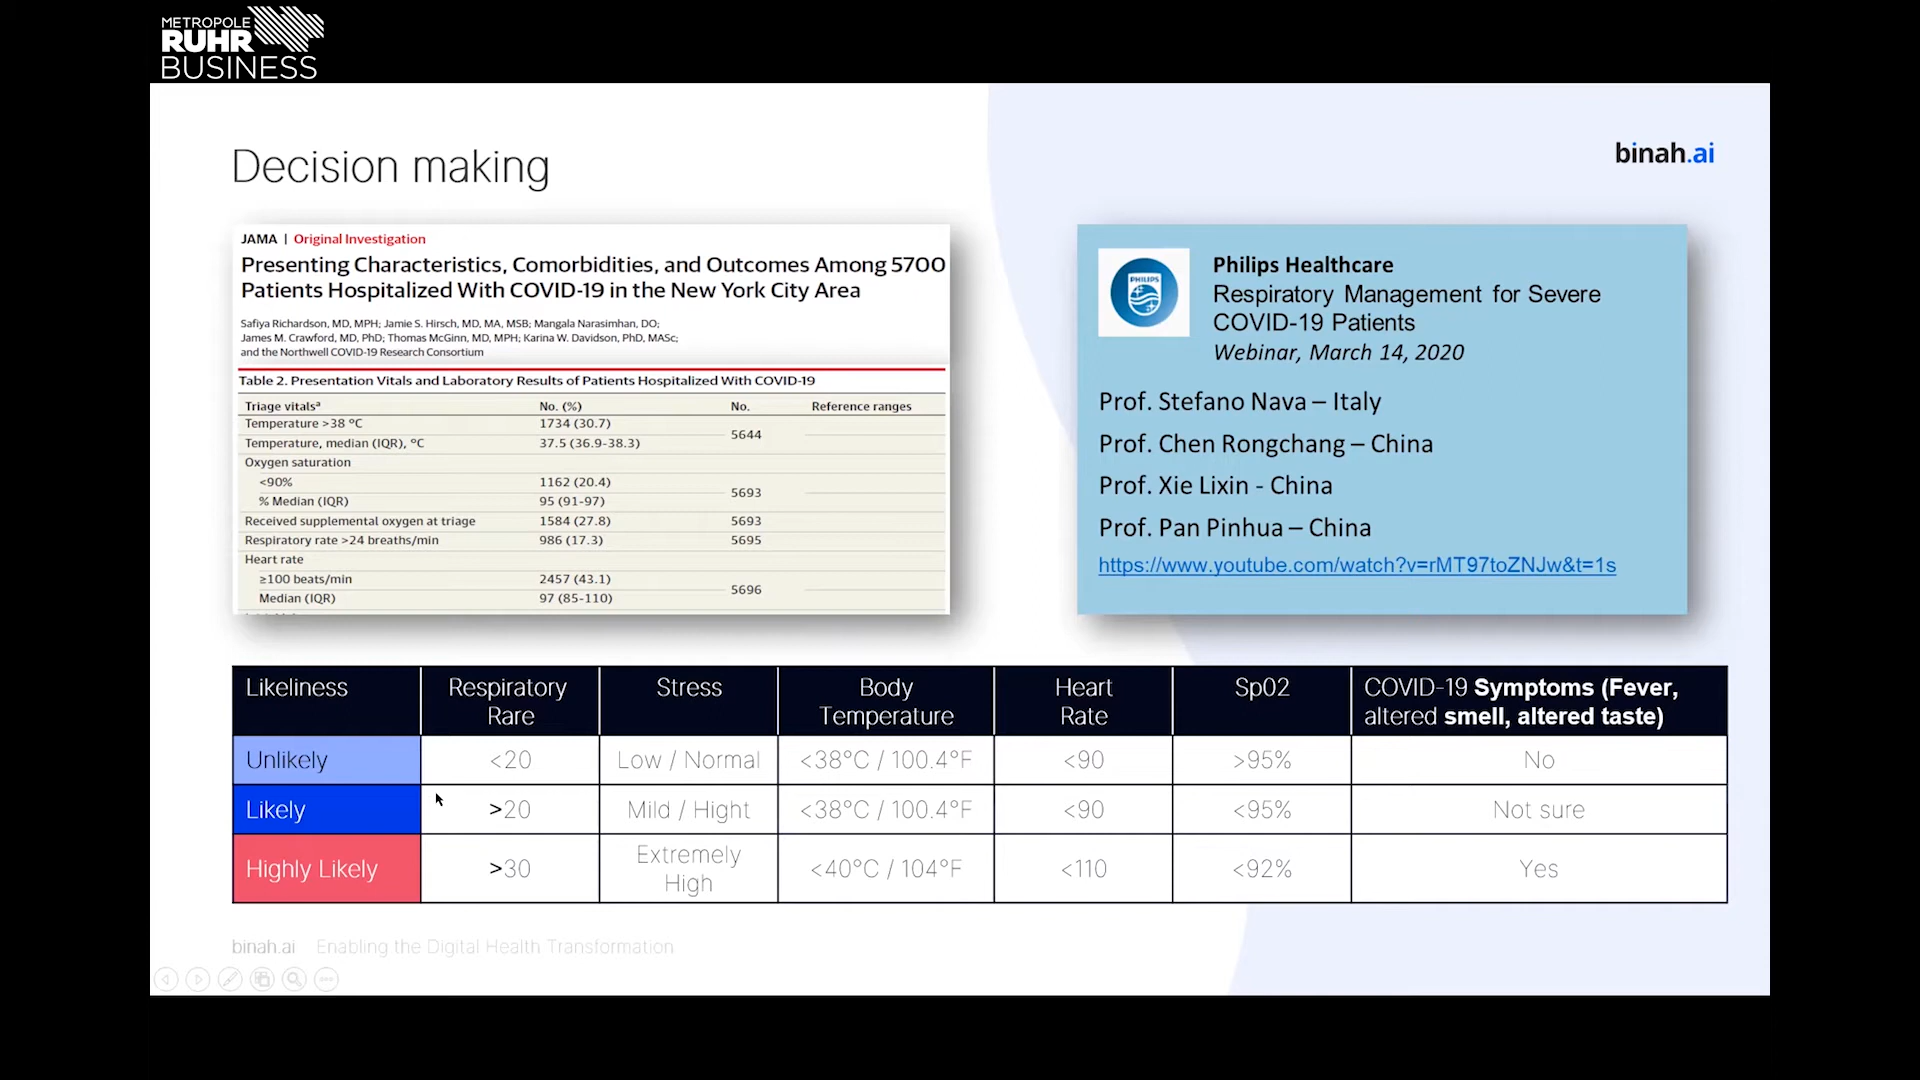 METROPOLE
RUHR
BUSINESS
Decision making
binah.ai
JAMA | Original Investigation
Presenting Characteristics, Comorbidities, and Outcomes Among 5700
Patients Hospitalized With COVID-19 in the New York City Area
Safiya Richardson, MD, MPH; Jamie S. Hirsch, MD, MA, MSB; Mangala Narasimhan, DO;
James M. Crawford, MD, PhD; Thomas McGinn, MD, MPH; Karina W. Davidson, PhD, MASc;
and the Northwell COVID-19 Research Consortium
Table 2. Presentation Vitals and Laboratory Results of Patients Hospitalized With COVID-19
Triage vitalsª No. (%) No. Reference ranges
Temperature >38 °C 1734 (30.7)
5644
Temperature, median (IQR), °C 37.5 (36.9-38.3)
Oxygen saturation
<90% 1162 (20.4)
5693
% Median (IQR) 95 (91-97)
Received supplemental oxygen at triage 1584 (27.8) 5693
Respiratory rate >24 breaths/min 986 (17.3) 5695
Heart rate
≥100 beats/min 2457 (43.1)
5696
Median (IQR) 97 (85-110)
PHILIPS
Philips Healthcare
Respiratory Management for Severe
COVID-19 Patients
Webinar, March 14, 2020
Prof. Stefano Nava – Italy
Prof. Chen Rongchang – China
Prof. Xie Lixin - China
Prof. Pan Pinhua – China
https://www.youtube.com/watch?v=rMT97toZNJw&t=1s
Likeliness Respiratory Rare Stress Body Temperature Heart Rate Sp02 COVID-19 Symptoms (Fever, altered smell, altered taste)
Unlikely <20 Low / Normal <38°C / 100.4°F <90 >95% No
Likely >20 Mild / Hight <38°C / 100.4°F <90 <95% Not sure
Highly Likely >30 Extremely High <40°C / 104°F <110 <92% Yes
binah.ai Enabling the Digital Health Transformation